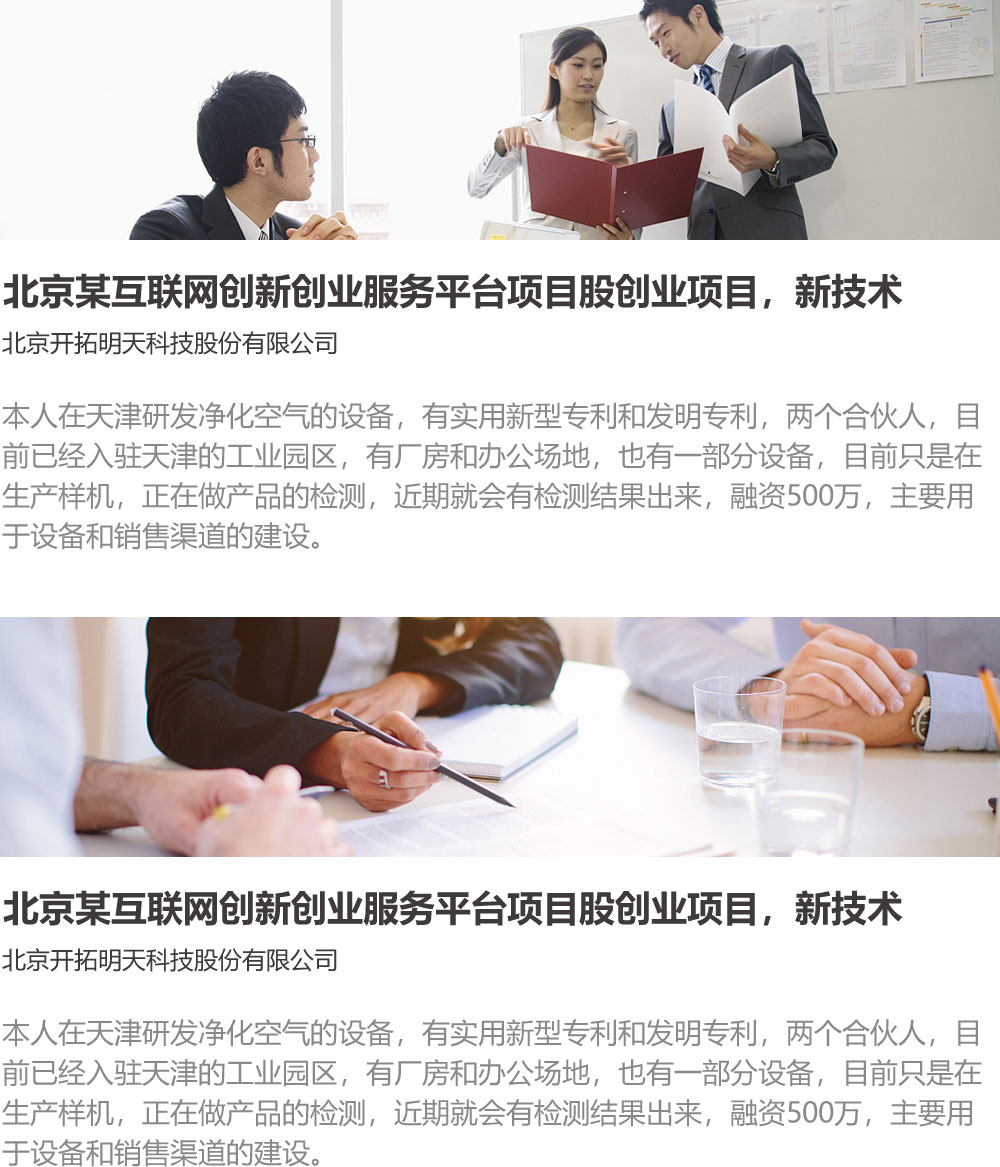 北京某互联网创新创业服务平台项目股创业项目，新技术
北京开拓明天科技股份有限公司
本人在天津研发净化空气的设备，有实用新型专利和发明专利，两个合伙人，目
前已经入驻天津的工业园区，有厂房和办公场地，也有一部分设备，目前只是在
生产样机，正在做产品的检测，近期就会有检测结果出来，融资500万，主要用
于设备和销售渠道的建设。
北京某互联网创新创业服务平台项目股创业项目，新技术
北京开拓明天科技股份有限公司
本人在天津研发净化空气的设备，有实用新型专利和发明专利，两个合伙人，目
前已经入驻天津的工业园区，有厂房和办公场地，也有一部分设备，目前只是在
生产样机，正在做产品的检测，近期就会有检测结果出来，融资500万，主要用
于设备和销售渠道的建设。